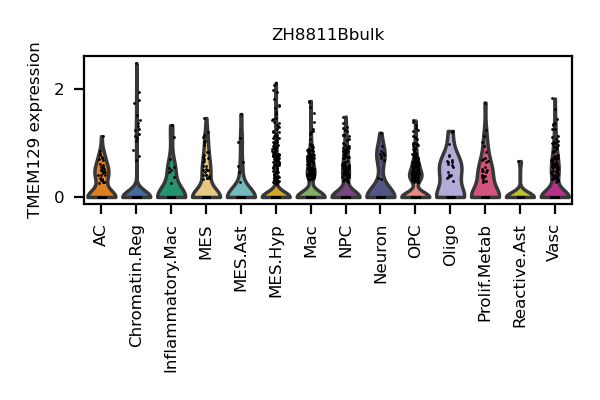 ZH8811Bbulk
TMEM129 expression
2
0
AC
Chromatin.Reg
Inflammatory.Mac
MES
MES.Ast
MES.Hyp
Mac
NPC
Neuron
OPC
Oligo
Prolif.Metab
Reactive.Ast
Vasc